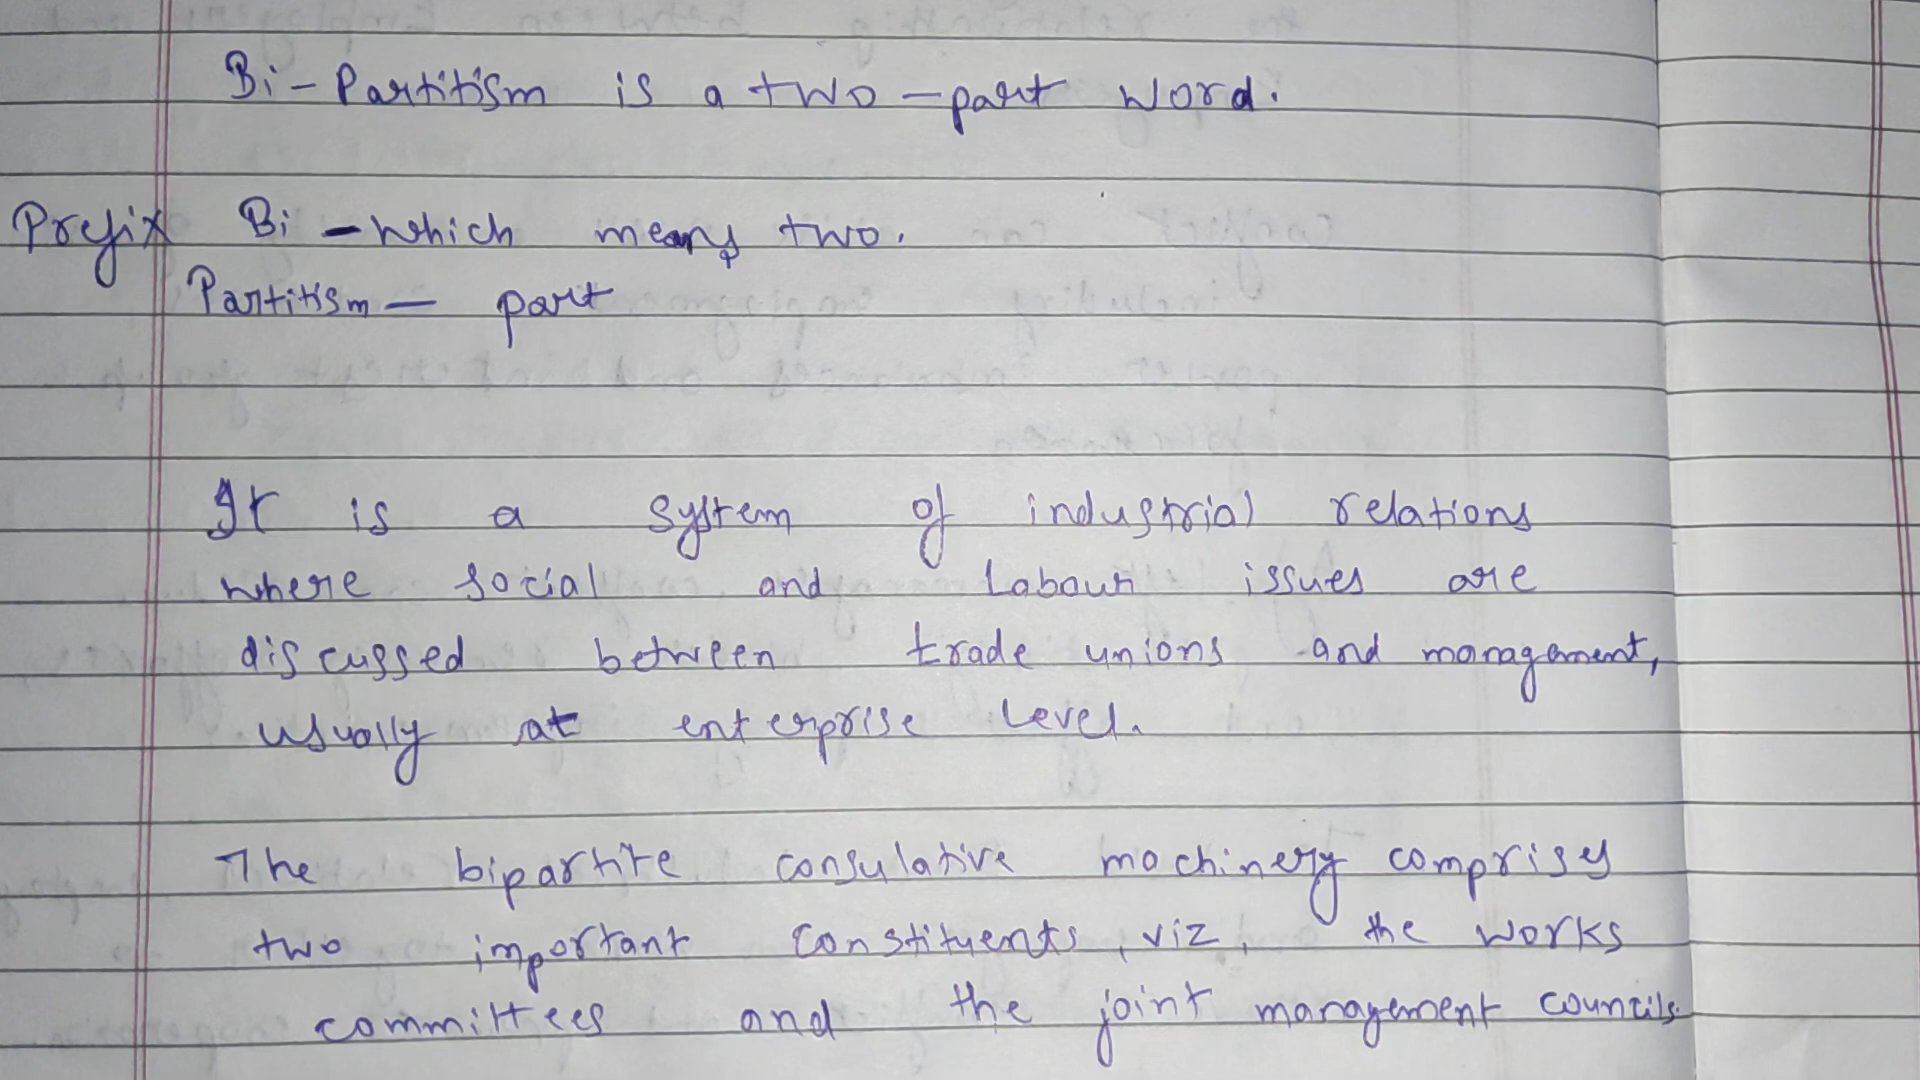 Bi-Partitism is a two-part word.
Prefix Bi - which means two.
Partitism - part
It is a system of industrial relations
where social and Labour issues are
discussed between trade unions and management,
usually at enterprise level.
The bipartite consulative machinery comprises
two important constituents, viz, the works
committees and the joint management councils.